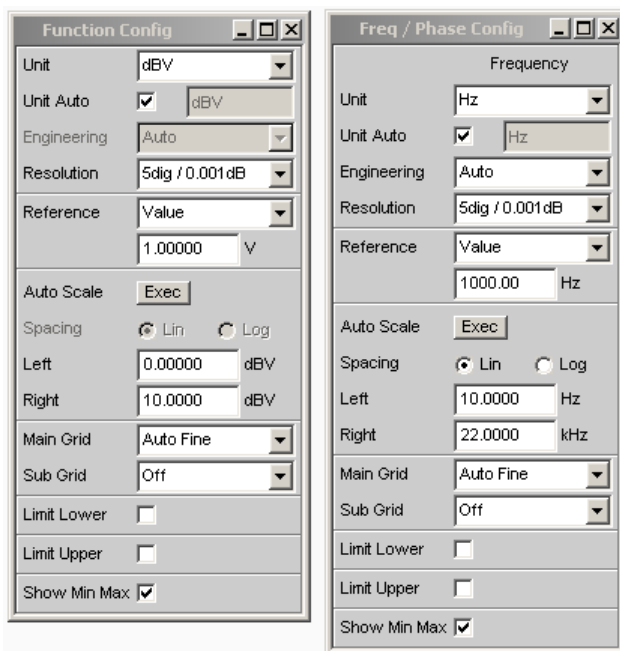 Function Config
Unit dBV
Unit Auto dBV
Engineering Auto
Resolution 5dig / 0.001dB
Reference Value
1.00000 V
Auto Scale Exec
Spacing Lin Log
Left 0.00000 dBV
Right 10.0000 dBV
Main Grid Auto Fine
Sub Grid Off
Limit Lower
Limit Upper
Show Min Max
Freq / Phase Config
Frequency
Unit Hz
Unit Auto Hz
Engineering Auto
Resolution 5dig / 0.001dB
Reference Value
1000.00 Hz
Auto Scale Exec
Spacing Lin Log
Left 10.0000 Hz
Right 22.0000 kHz
Main Grid Auto Fine
Sub Grid Off
Limit Lower
Limit Upper
Show Min Max